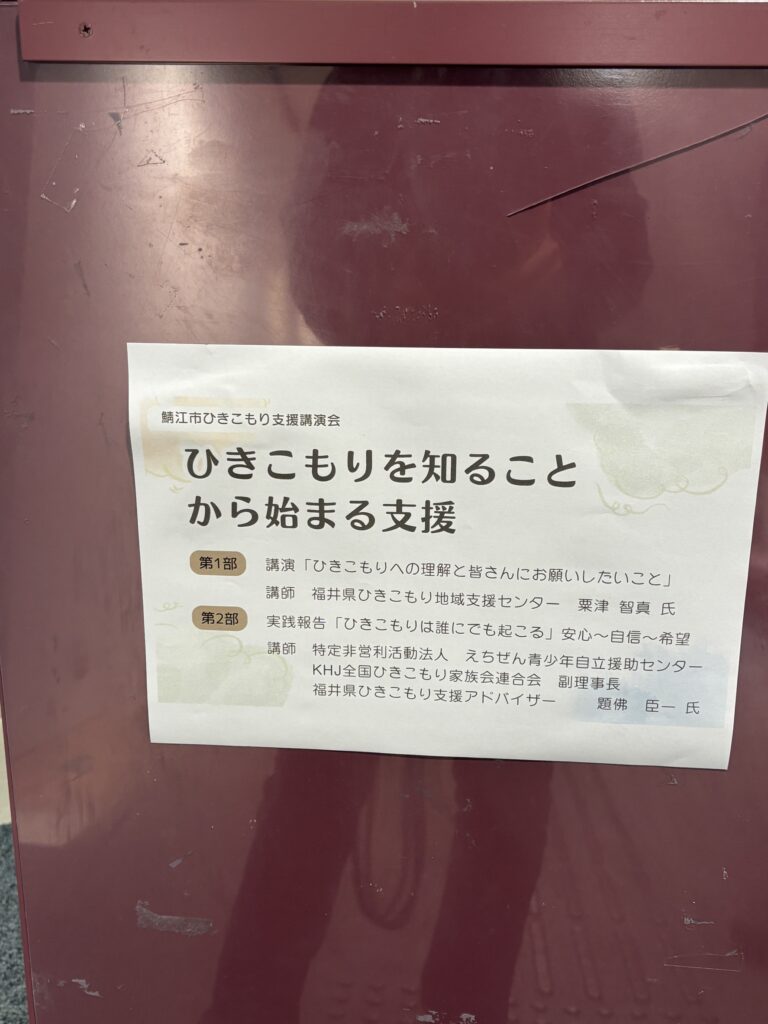 鯖江市ひきこもり支援講演会
ひきこもりを知ること
から始まる支援
第1部 講演「ひきこもりへの理解と皆さんにお願いしたいこと」
講師 福井県ひきこもり地域支援センター 粟津 智真 氏
第2部 実践報告「ひきこもりは誰にでも起こる」安心～自信～希望
講師 特定非営利活動法人 えちぜん青少年自立援助センター
KHJ全国ひきこもり家族会連合会 副理事長
福井県ひきこもり支援アドバイザー 題佛 臣一 氏